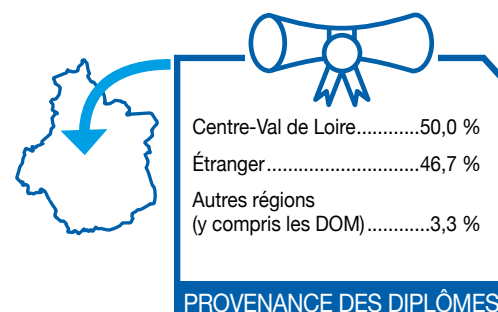 Centre-Val de Loire............50,0 %
Étranger.............................46,7 %
Autres régions
(y compris les DOM)............3,3 %
PROVENANCE DES DIPLÔMES